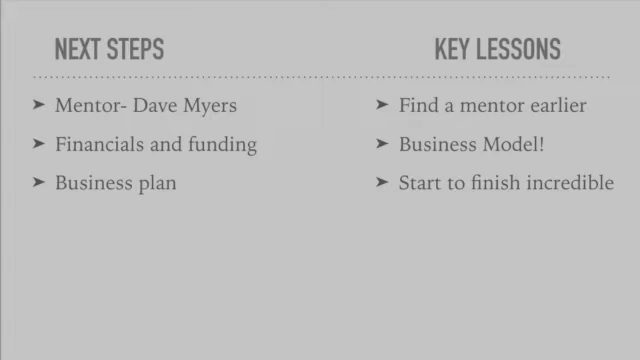 NEXT STEPS
Mentor- Dave Myers
Financials and funding
Business plan
KEY LESSONS
Find a mentor earlier
Business Model!
Start to finish incredible